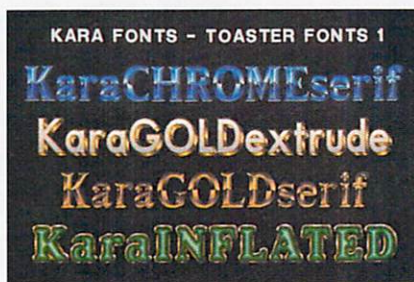 KARA FONTS - TOASTER FONTS 1
KaraCHROMEserif
KaraGOLDextrude
KaraGOLDserif
KaraINFLATED